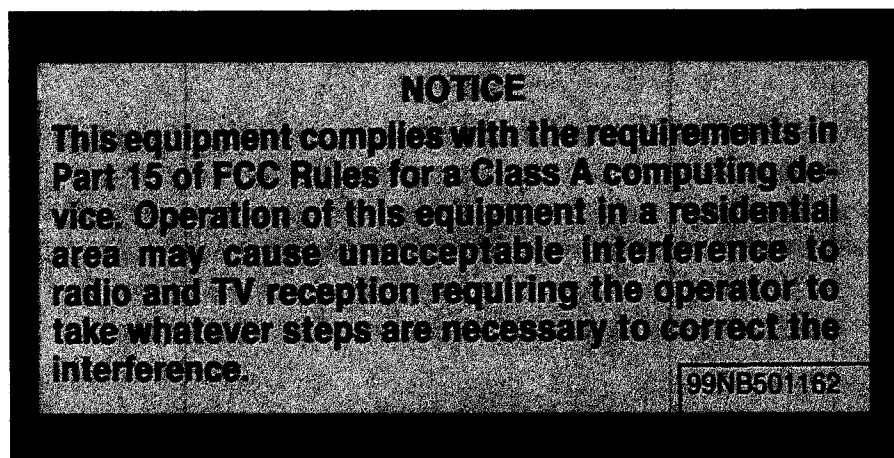 NOTICE
This equipment complies with the requirements in
Part 15 of FCC Rules for a Class A computing de-
vice. Operation of this equipment in a residential
area may cause unacceptable interference to
radio and TV reception requiring the operator to
take whatever steps are necessary to correct the
interference.
99NB501162